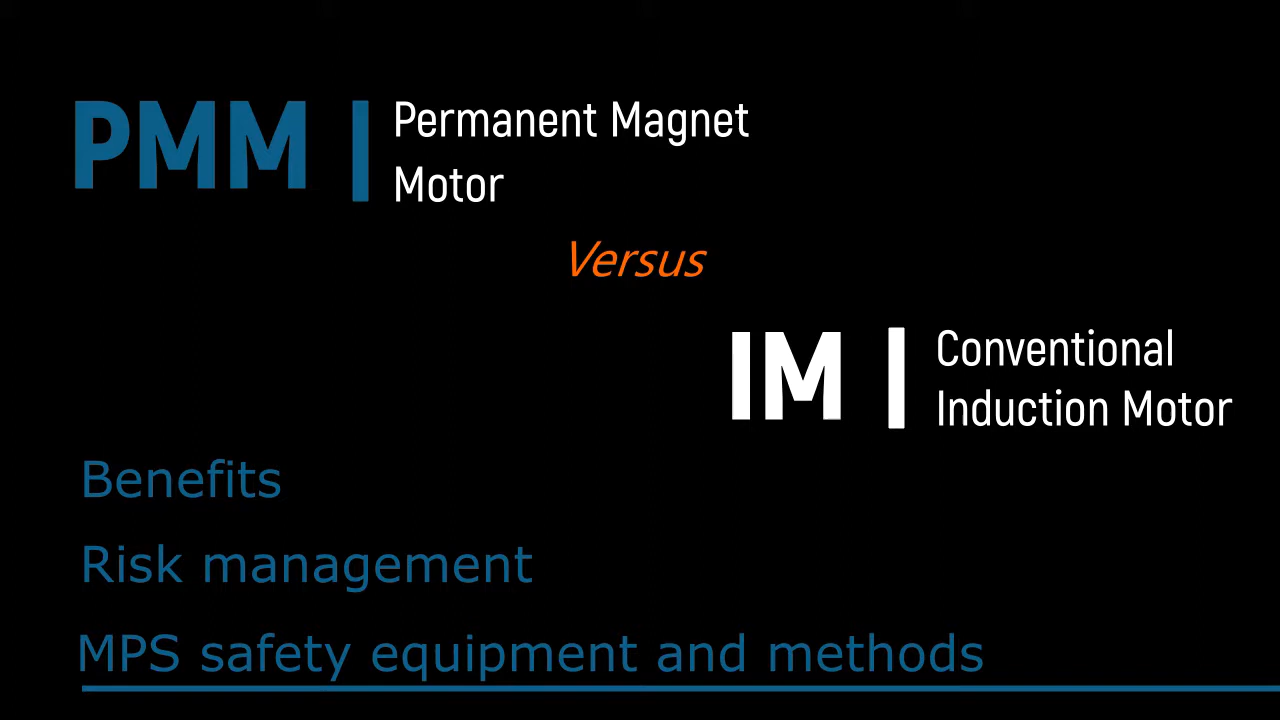 PMM | Permanent Magnet
Motor
Versus
IM | Conventional
Induction Motor
Benefits
Risk management
MPS safety equipment and methods